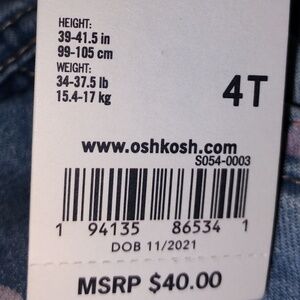 HEIGHT:
39-41.5 in
99-105 cm
WEIGHT:
34-37.5 lb
15.4-17 kg
4T
www.oshkosh.com
S054-0003
1 94135 86534 1
DOB 11/2021
MSRP $40.00